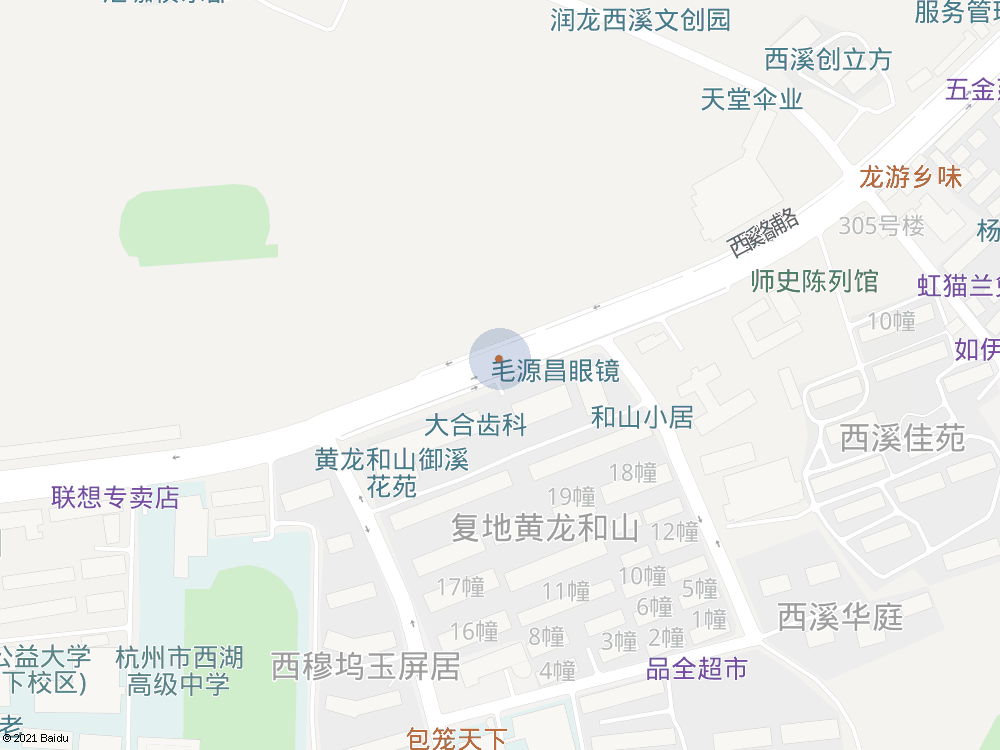 润龙西溪文创园
服务管理
西溪创立方
天堂伞业
五金
龙游乡味
305号楼
西溪路辅路
师史陈列馆
虹猫兰兔
10幢
如伊
毛源昌眼镜
大合齿科
和山小居
西溪佳苑
黄龙和山御溪
花苑
18幢
联想专卖店
19幢
复地黄龙和山
12幢
17幢
11幢
10幢
5幢
6幢
1幢
西溪华庭
16幢
8幢
3幢
2幢
公益大学
下校区)
杭州市西湖
高级中学
西穆坞玉屏居
4幢
品全超市
老
包笼天下
© 2021 Baidu